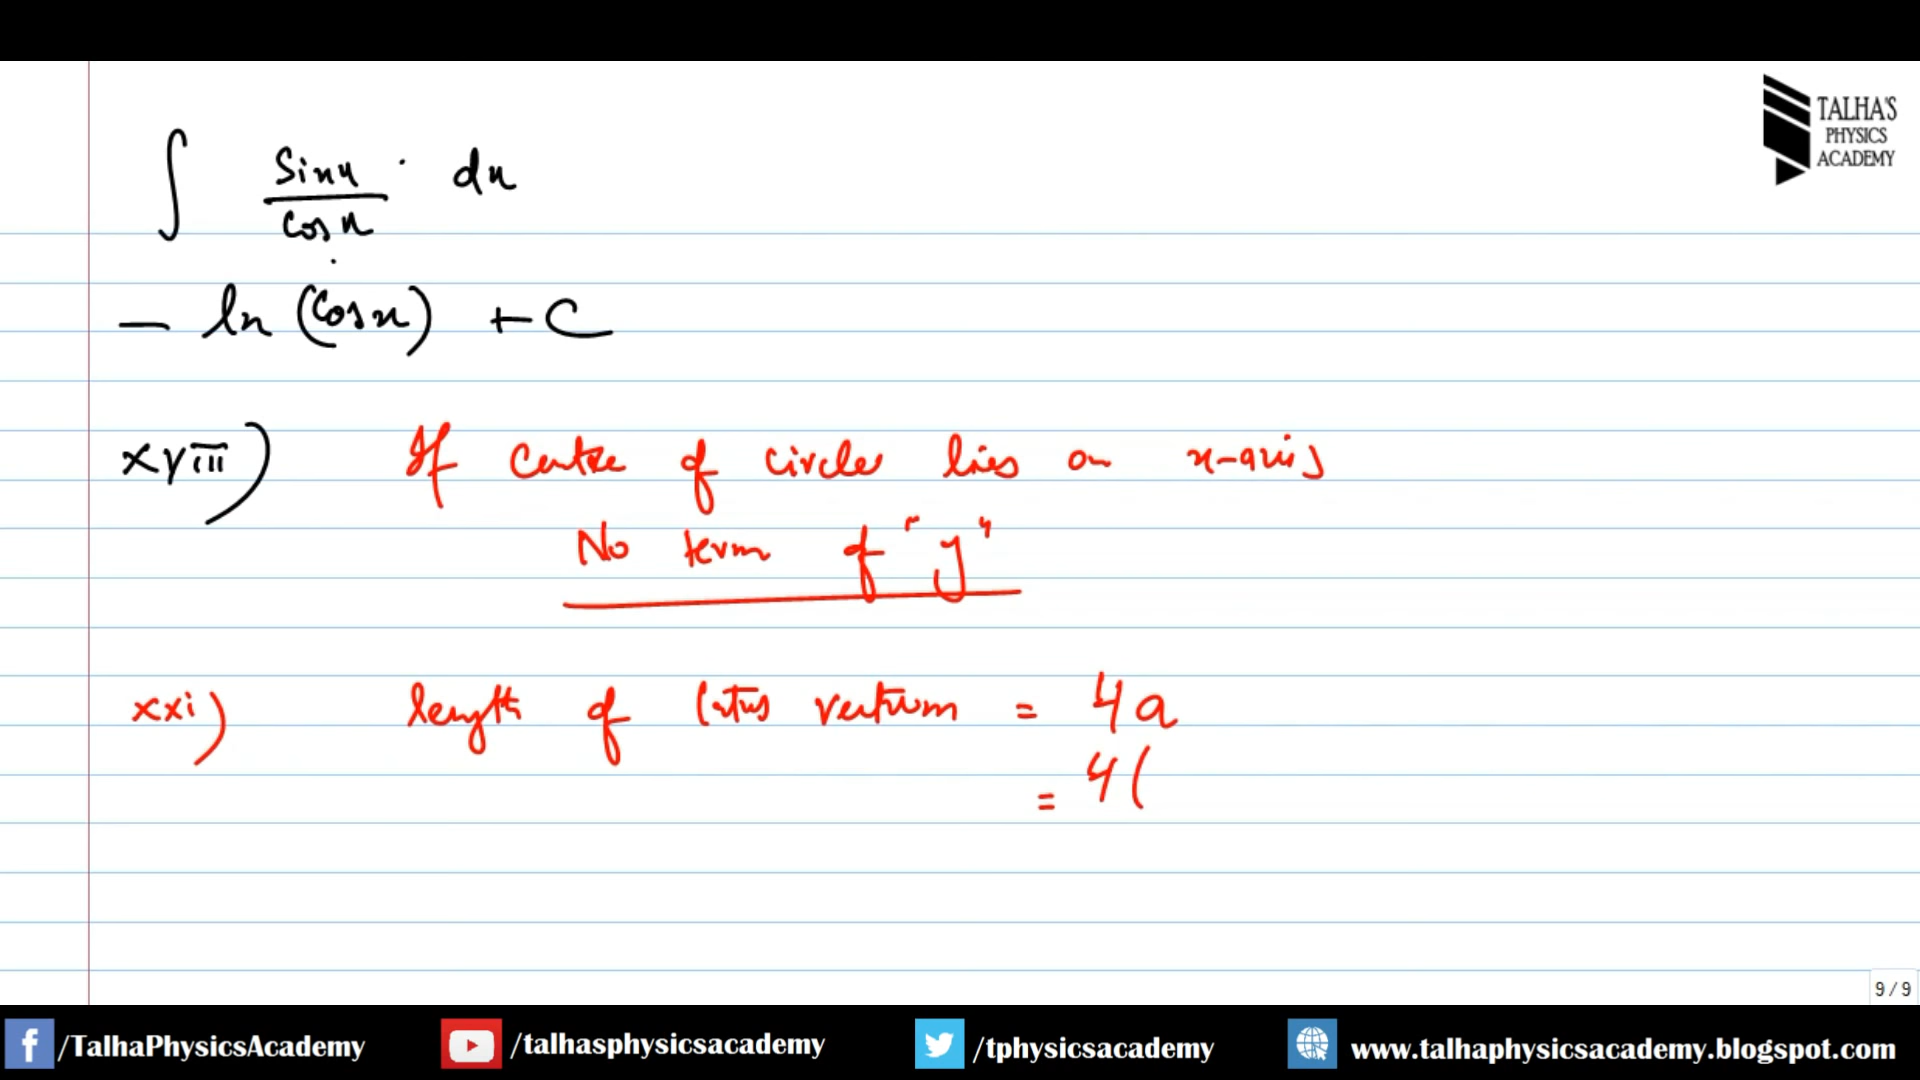 TALHA'S
PHYSICS
ACADEMY
∫ Sinx/Cosx . dx
- ln (Cosx) + C
xviii) If Centre of circle lies on x-axis
No term of "y"
xxi) length of latus rectum = 4a
= 4(
9 / 9
/TalhaPhysicsAcademy /talhasphysicsacademy /tphysicsacademy www.talhaphysicsacademy.blogspot.com